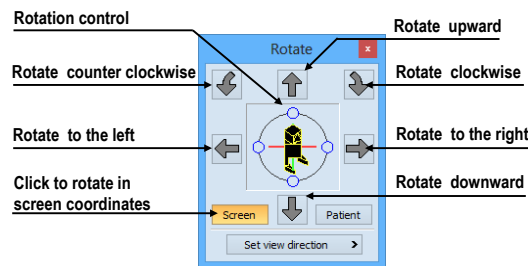 Rotation control
Rotate upward
Rotate
x
Rotate counter clockwise
Rotate clockwise
Rotate to the left
Rotate to the right
Click to rotate in
screen coordinates
Rotate downward
Screen
Patient
Set view direction >